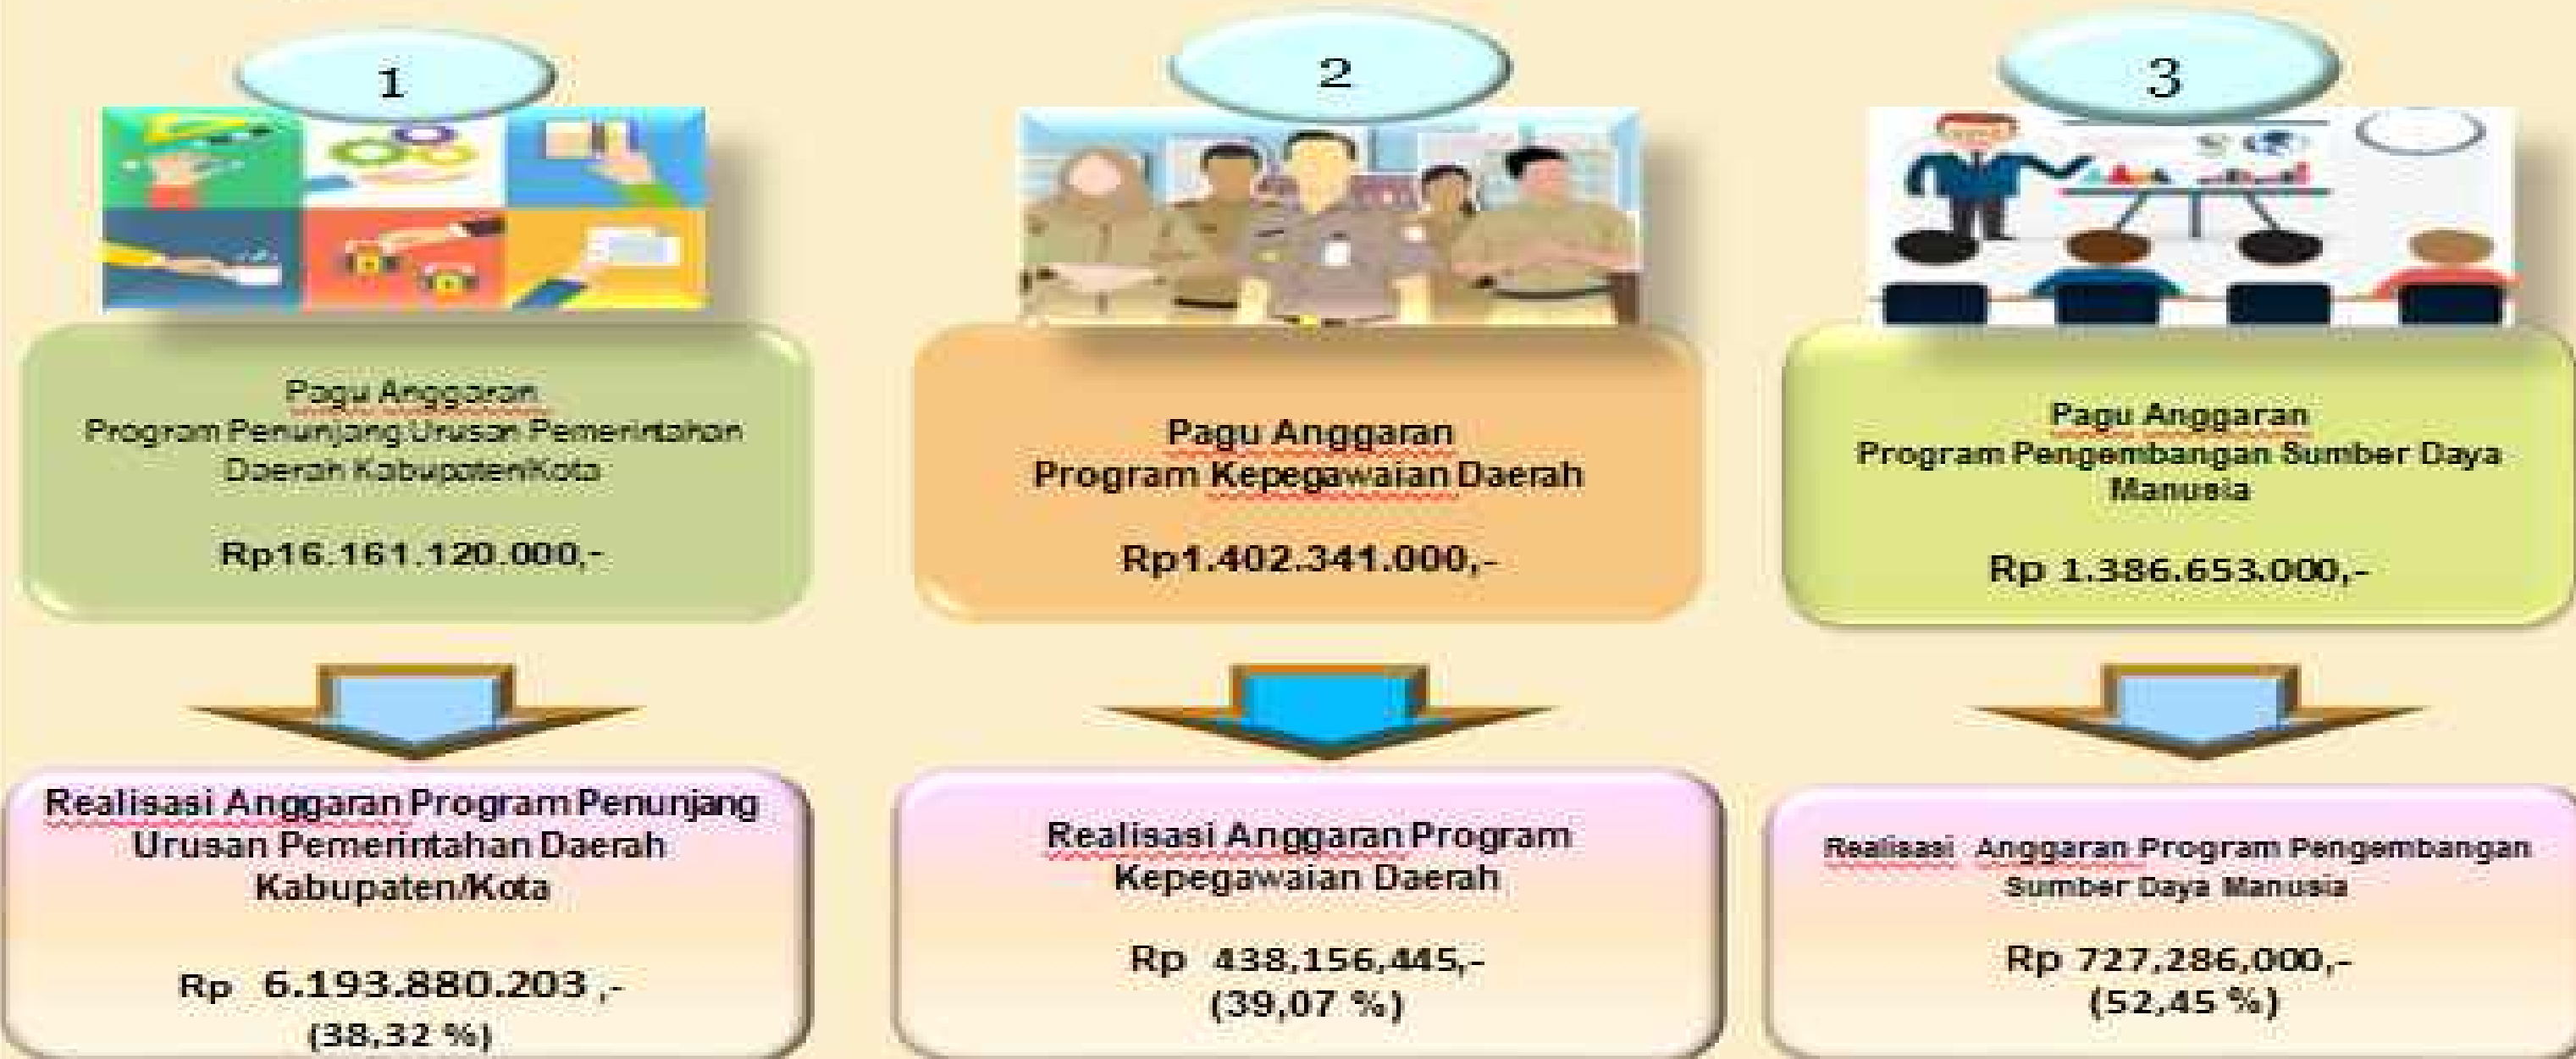 1
Pagu Anggaran
Program Penunjang Urusan Pemerintahan
Daerah Kabupaten/Kota
Rp16.161.120.000,-
Realisasi Anggaran Program Penunjang
Urusan Pemerintahan Daerah
Kabupaten/Kota
Rp 6.193.880.203 ,-
(38,32 %)
2
Pagu Anggaran
Program Kepegawaian Daerah
Rp1.402.341.000,-
Realisasi Anggaran Program
Kepegawaian Daerah
Rp 438,156,445,-
(39,07 %)
3
Pagu Anggaran
Program Pengembangan Sumber Daya
Manusia
Rp 1.386.653.000,-
Realisasi Anggaran Program Pengembangan
Sumber Daya Manusia
Rp 727,286,000,-
(52,45 %)